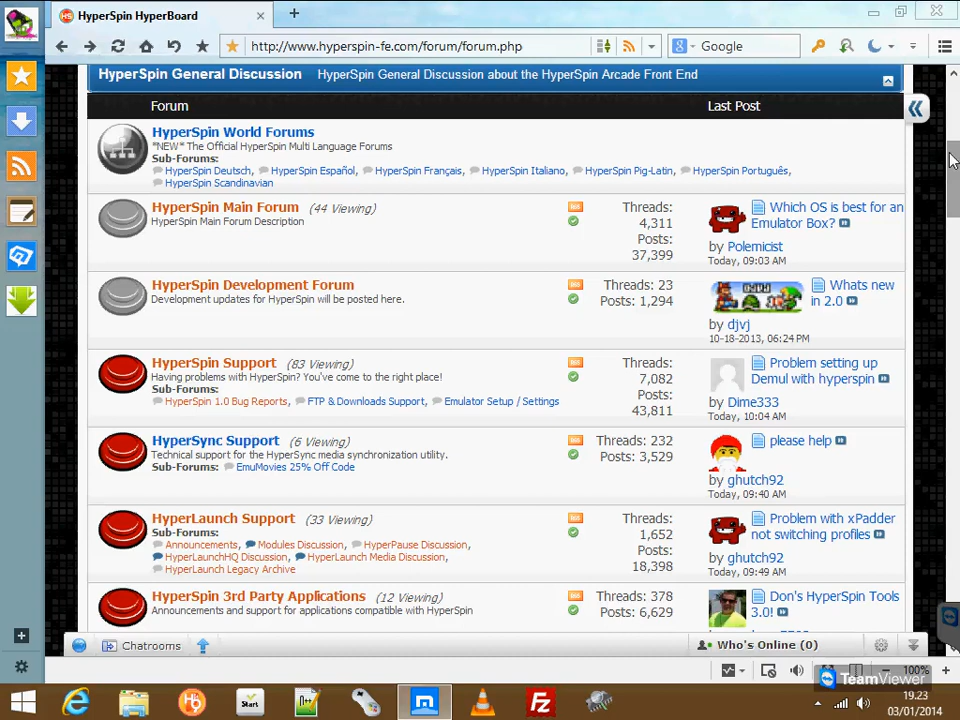 HyperSpin HyperBoard
http://www.hyperspin-fe.com/forum/forum.php
Google
HyperSpin General Discussion HyperSpin General Discussion about the HyperSpin Arcade Front End
Forum Last Post
HyperSpin World Forums
*NEW* The Official HyperSpin Multi Language Forums
Sub-Forums:
HyperSpin Deutsch, HyperSpin Español, HyperSpin Français, HyperSpin Italiano, HyperSpin Pig-Latin, HyperSpin Português,
HyperSpin Scandinavian
HyperSpin Main Forum (44 Viewing)
HyperSpin Main Forum Description
Threads:
4,311
Posts:
37,399
Which OS is best for an
Emulator Box?
by Polemicist
Today, 09:03 AM
HyperSpin Development Forum
Development updates for HyperSpin will be posted here.
Threads: 23
Posts: 1,294
Whats new
in 2.0
by djvj
10-18-2013, 06:24 PM
HyperSpin Support (83 Viewing)
Having problems with HyperSpin? You've come to the right place!
Sub-Forums:
HyperSpin 1.0 Bug Reports, FTP & Downloads Support, Emulator Setup / Settings
Threads:
7,082
Posts:
43,811
Problem setting up
Demul with hyperspin
by Dime333
Today, 10:04 AM
HyperSync Support (6 Viewing)
Technical support for the HyperSync media synchronization utility.
Sub-Forums: EmuMovies 25% Off Code
Threads: 232
Posts: 3,529
please help
by ghutch92
Today, 09:40 AM
HyperLaunch Support (33 Viewing)
Sub-Forums:
Announcements, Modules Discussion, HyperPause Discussion,
HyperLaunchHQ Discussion, HyperLaunch Media Discussion,
HyperLaunch Legacy Archive
Threads:
1,652
Posts:
18,398
Problem with xPadder
not switching profiles
by ghutch92
Today, 09:49 AM
HyperSpin 3rd Party Applications (12 Viewing)
Announcements and support for applications compatible with HyperSpin
Threads: 378
Posts: 6,629
Don's HyperSpin Tools
3.0!
Chatrooms
Who's Online (0)
100%
TeamViewer
Start
19.23
03/01/2014